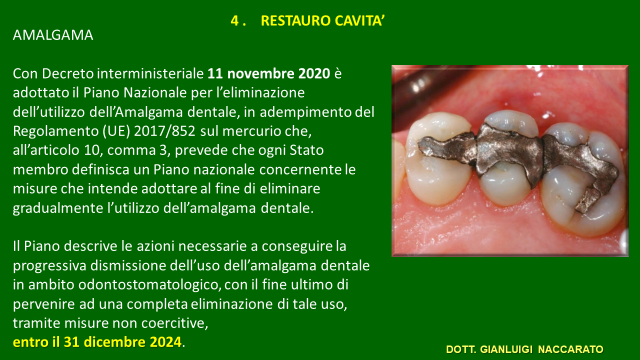 4 . RESTAURO CAVITA’
AMALGAMA
Con Decreto interministeriale 11 novembre 2020 è
adottato il Piano Nazionale per l’eliminazione
dell’utilizzo dell’Amalgama dentale, in adempimento del
Regolamento (UE) 2017/852 sul mercurio che,
all’articolo 10, comma 3, prevede che ogni Stato
membro definisca un Piano nazionale concernente le
misure che intende adottare al fine di eliminare
gradualmente l’utilizzo dell’amalgama dentale.
Il Piano descrive le azioni necessarie a conseguire la
progressiva dismissione dell’uso dell’amalgama dentale
in ambito odontostomatologico, con il fine ultimo di
pervenire ad una completa eliminazione di tale uso,
tramite misure non coercitive,
entro il 31 dicembre 2024.
DOTT. GIANLUIGI NACCARATO